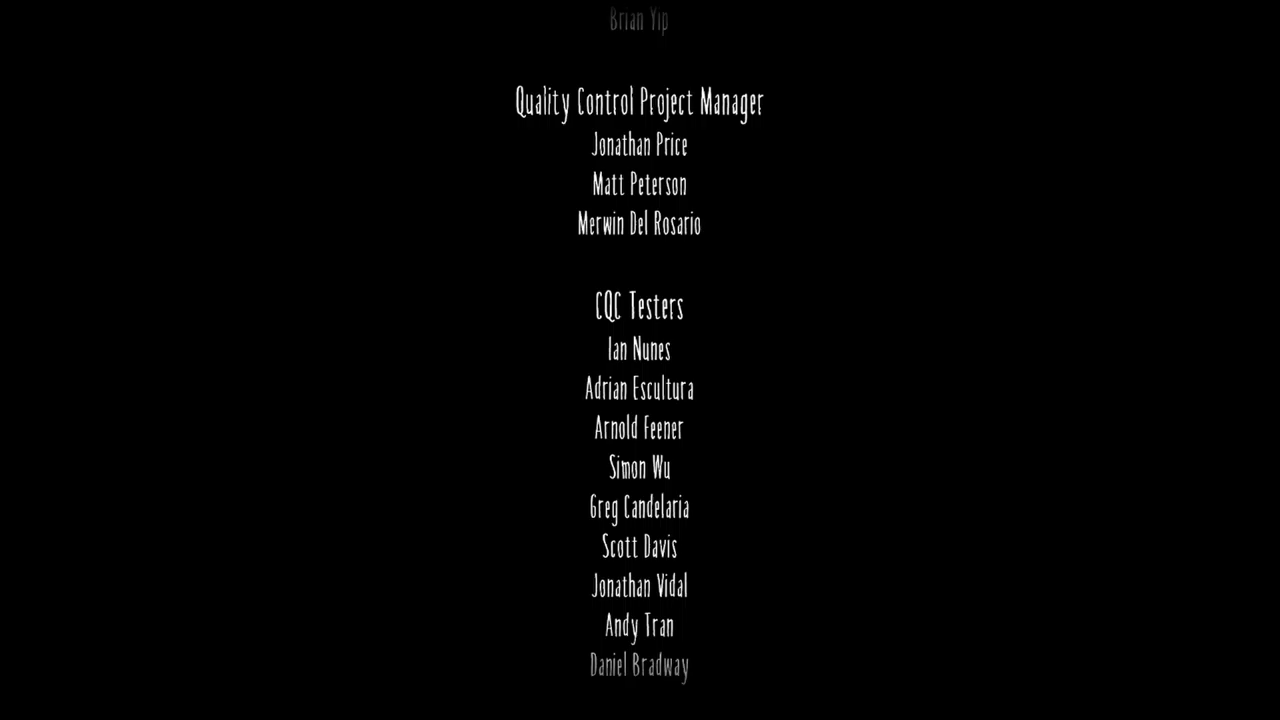 Brian Yip
Quality Control Project Manager
Jonathan Price
Matt Peterson
Merwin Del Rosario
CQC Testers
Ian Nunes
Adrian Escultura
Arnold Feener
Simon Wu
Greg Candelaria
Scott Davis
Jonathan Vidal
Andy Tran
Daniel Bradway